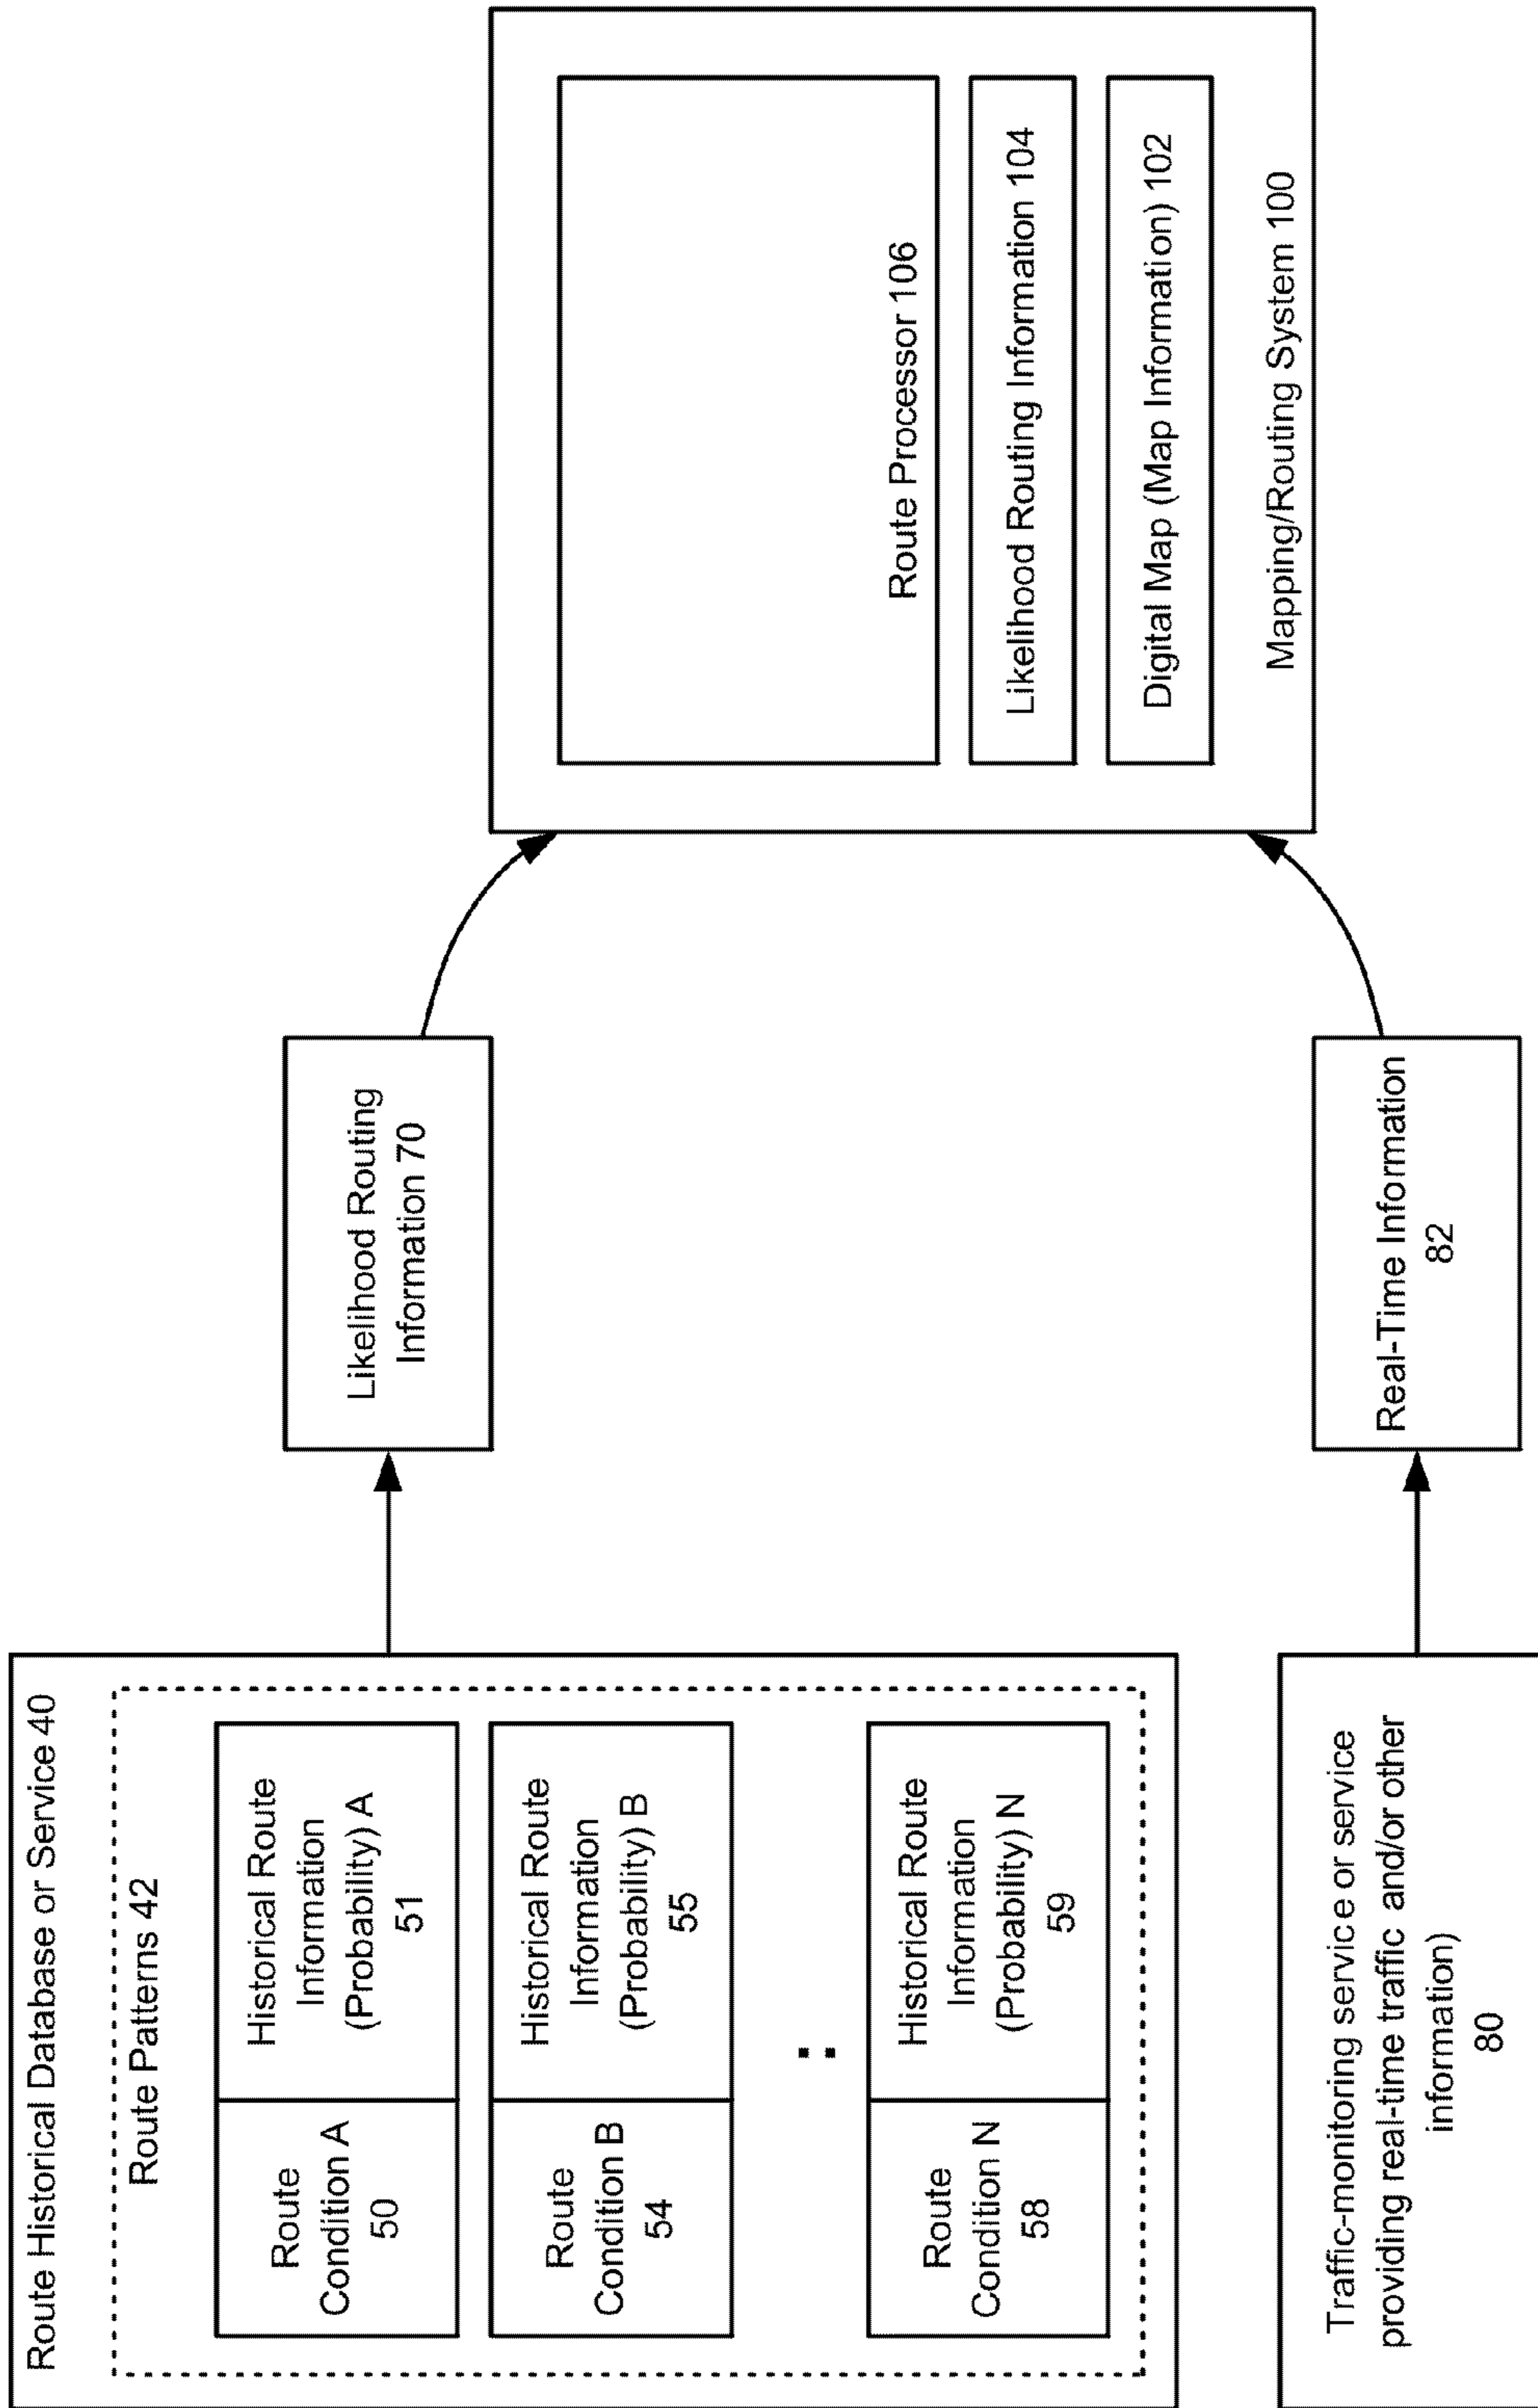 Route Historical Database or Service 40
Route Patterns 42
Route
Condition A
50
Historical Route
Information
(Probability) A
51
Route
Condition B
54
Historical Route
Information
(Probability) B
55
Route
Condition N
58
Historical Route
Information
(Probability) N
59
Traffic-monitoring service or service
providing real-time traffic and/or other
information)
80
Likelihood Routing
Information 70
Real-Time Information
82
Route Processor 106
Likelihood Routing Information 104
Digital Map (Map Information) 102
Mapping/Routing System 100